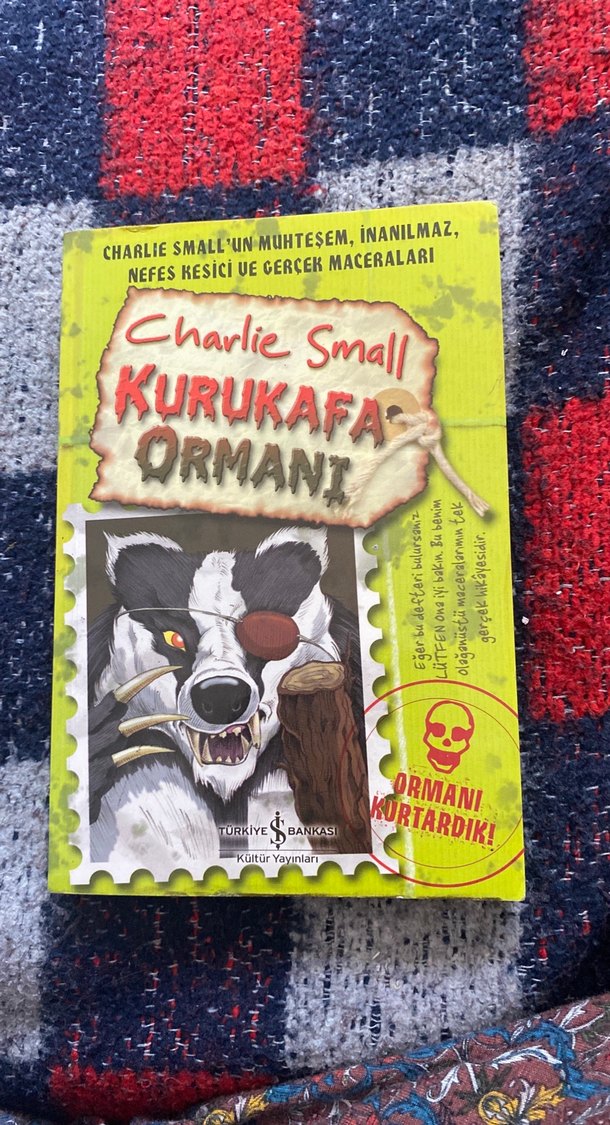 CHARLIE SMALL'UN MUHTEŞEM, İNANILMAZ,
NEFES KESİCİ VE GERÇEK MACERALARI
Charlie Small
KURUKAFA
ORMANI
Eğer bu defteri bulursanız
LÜTFEN ona iyi bakın. Bu benim
olağanüstü maceralarımın tek
gerçek hikâyesidir.
ORMANI
KURTARDIK!
TÜRKİYE İŞ BANKASI
Kültür Yayınları